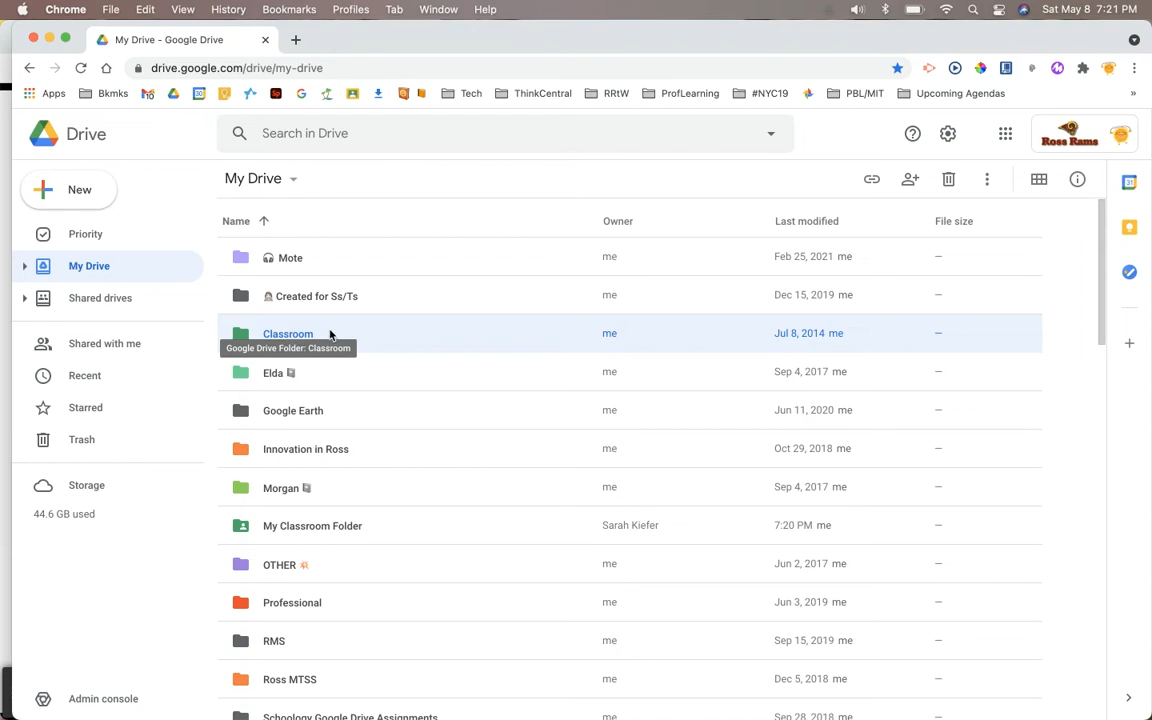 Chrome File Edit View History Bookmarks Profiles Tab Window Help Sat May 8 7:21 PM
My Drive - Google Drive
drive.google.com/drive/my-drive
Apps Bkmks Tech ThinkCentral RRtW ProfLearning #NYC19 PBL/MIT Upcoming Agendas »
Drive Search in Drive Ross Rams
New
My Drive
Name Owner Last modified File size
Priority
My Drive
Shared drives
Shared with me
Recent
Starred
Trash
Storage
44.6 GB used
Admin console
Mote me Feb 25, 2021 me —
Created for Ss/Ts me Dec 15, 2019 me —
Classroom me Jul 8, 2014 me —
Google Drive Folder: Classroom
Elda me Sep 4, 2017 me —
Google Earth me Jun 11, 2020 me —
Innovation in Ross me Oct 29, 2018 me —
Morgan me Sep 4, 2017 me —
My Classroom Folder Sarah Kiefer 7:20 PM me —
OTHER me Jun 2, 2017 me —
Professional me Jun 3, 2019 me —
RMS me Sep 15, 2019 me —
Ross MTSS me Dec 5, 2018 me —
Schoology Google Drive Assignments me Sep 28, 2018 me —